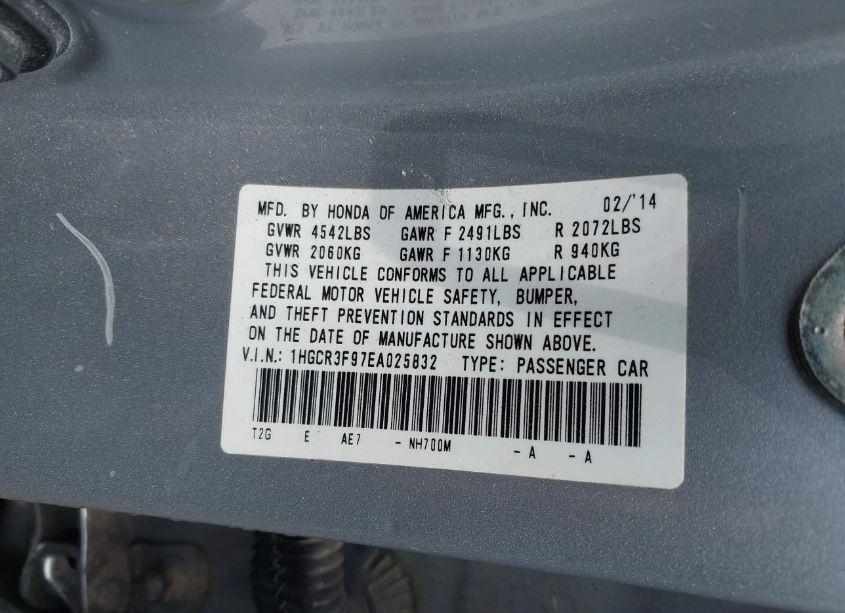 MFD. BY HONDA OF AMERICA MFG., INC. 02/'14
GVWR 4542LBS GAWR F 2491LBS R 2072LBS
GVWR 2060KG GAWR F 1130KG R 940KG
THIS VEHICLE CONFORMS TO ALL APPLICABLE
FEDERAL MOTOR VEHICLE SAFETY, BUMPER,
AND THEFT PREVENTION STANDARDS IN EFFECT
ON THE DATE OF MANUFACTURE SHOWN ABOVE.
V.I.N.: 1HGCR3F97EA025832 TYPE: PASSENGER CAR
T2G E AE7 - NH700M - A - A